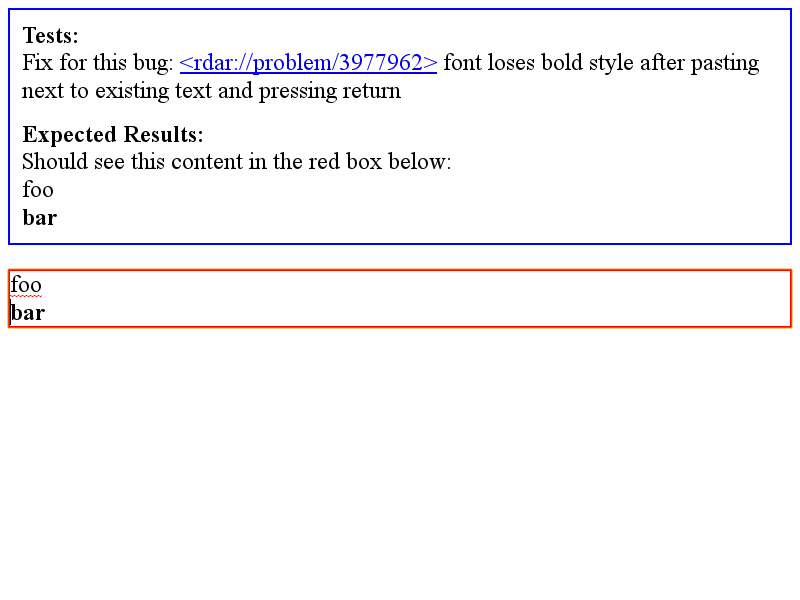 Tests:
Fix for this bug: <rdar://problem/3977962> font loses bold style after pasting
next to existing text and pressing return
Expected Results:
Should see this content in the red box below:
foo
bar
foo
bar